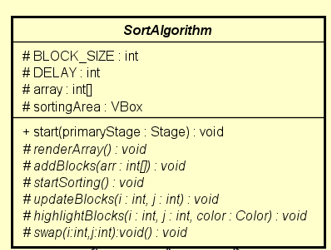 SortAlgorithm
# BLOCK_SIZE : int
# DELAY : int
# array : int[]
# sortingArea : VBox
+ start(primaryStage : Stage) : void
# renderArray() : void
# addBlocks(arr : int[]) : void
# startSorting() : void
# updateBlocks(i : int, j : int) : void
# highlightBlocks(i : int, j : int, color : Color) : void
# swap(i:int,j:int):void() : void